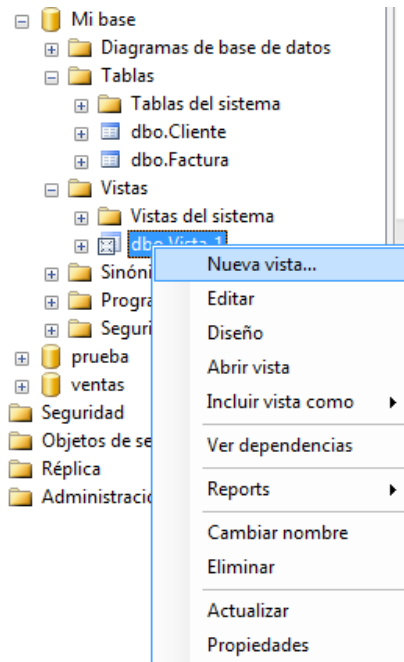 Mi base
Diagramas de base de datos
Tablas
Tablas del sistema
dbo.Cliente
dbo.Factura
Vistas
Vistas del sistema
dbo.Vista_1
Nueva vista...
Sinóni
Editar
Progra
Diseño
Seguri
Abrir vista
prueba
Incluir vista como
ventas
Seguridad
Ver dependencias
Objetos de se
Reports
Réplica
Administració
Cambiar nombre
Eliminar
Actualizar
Propiedades